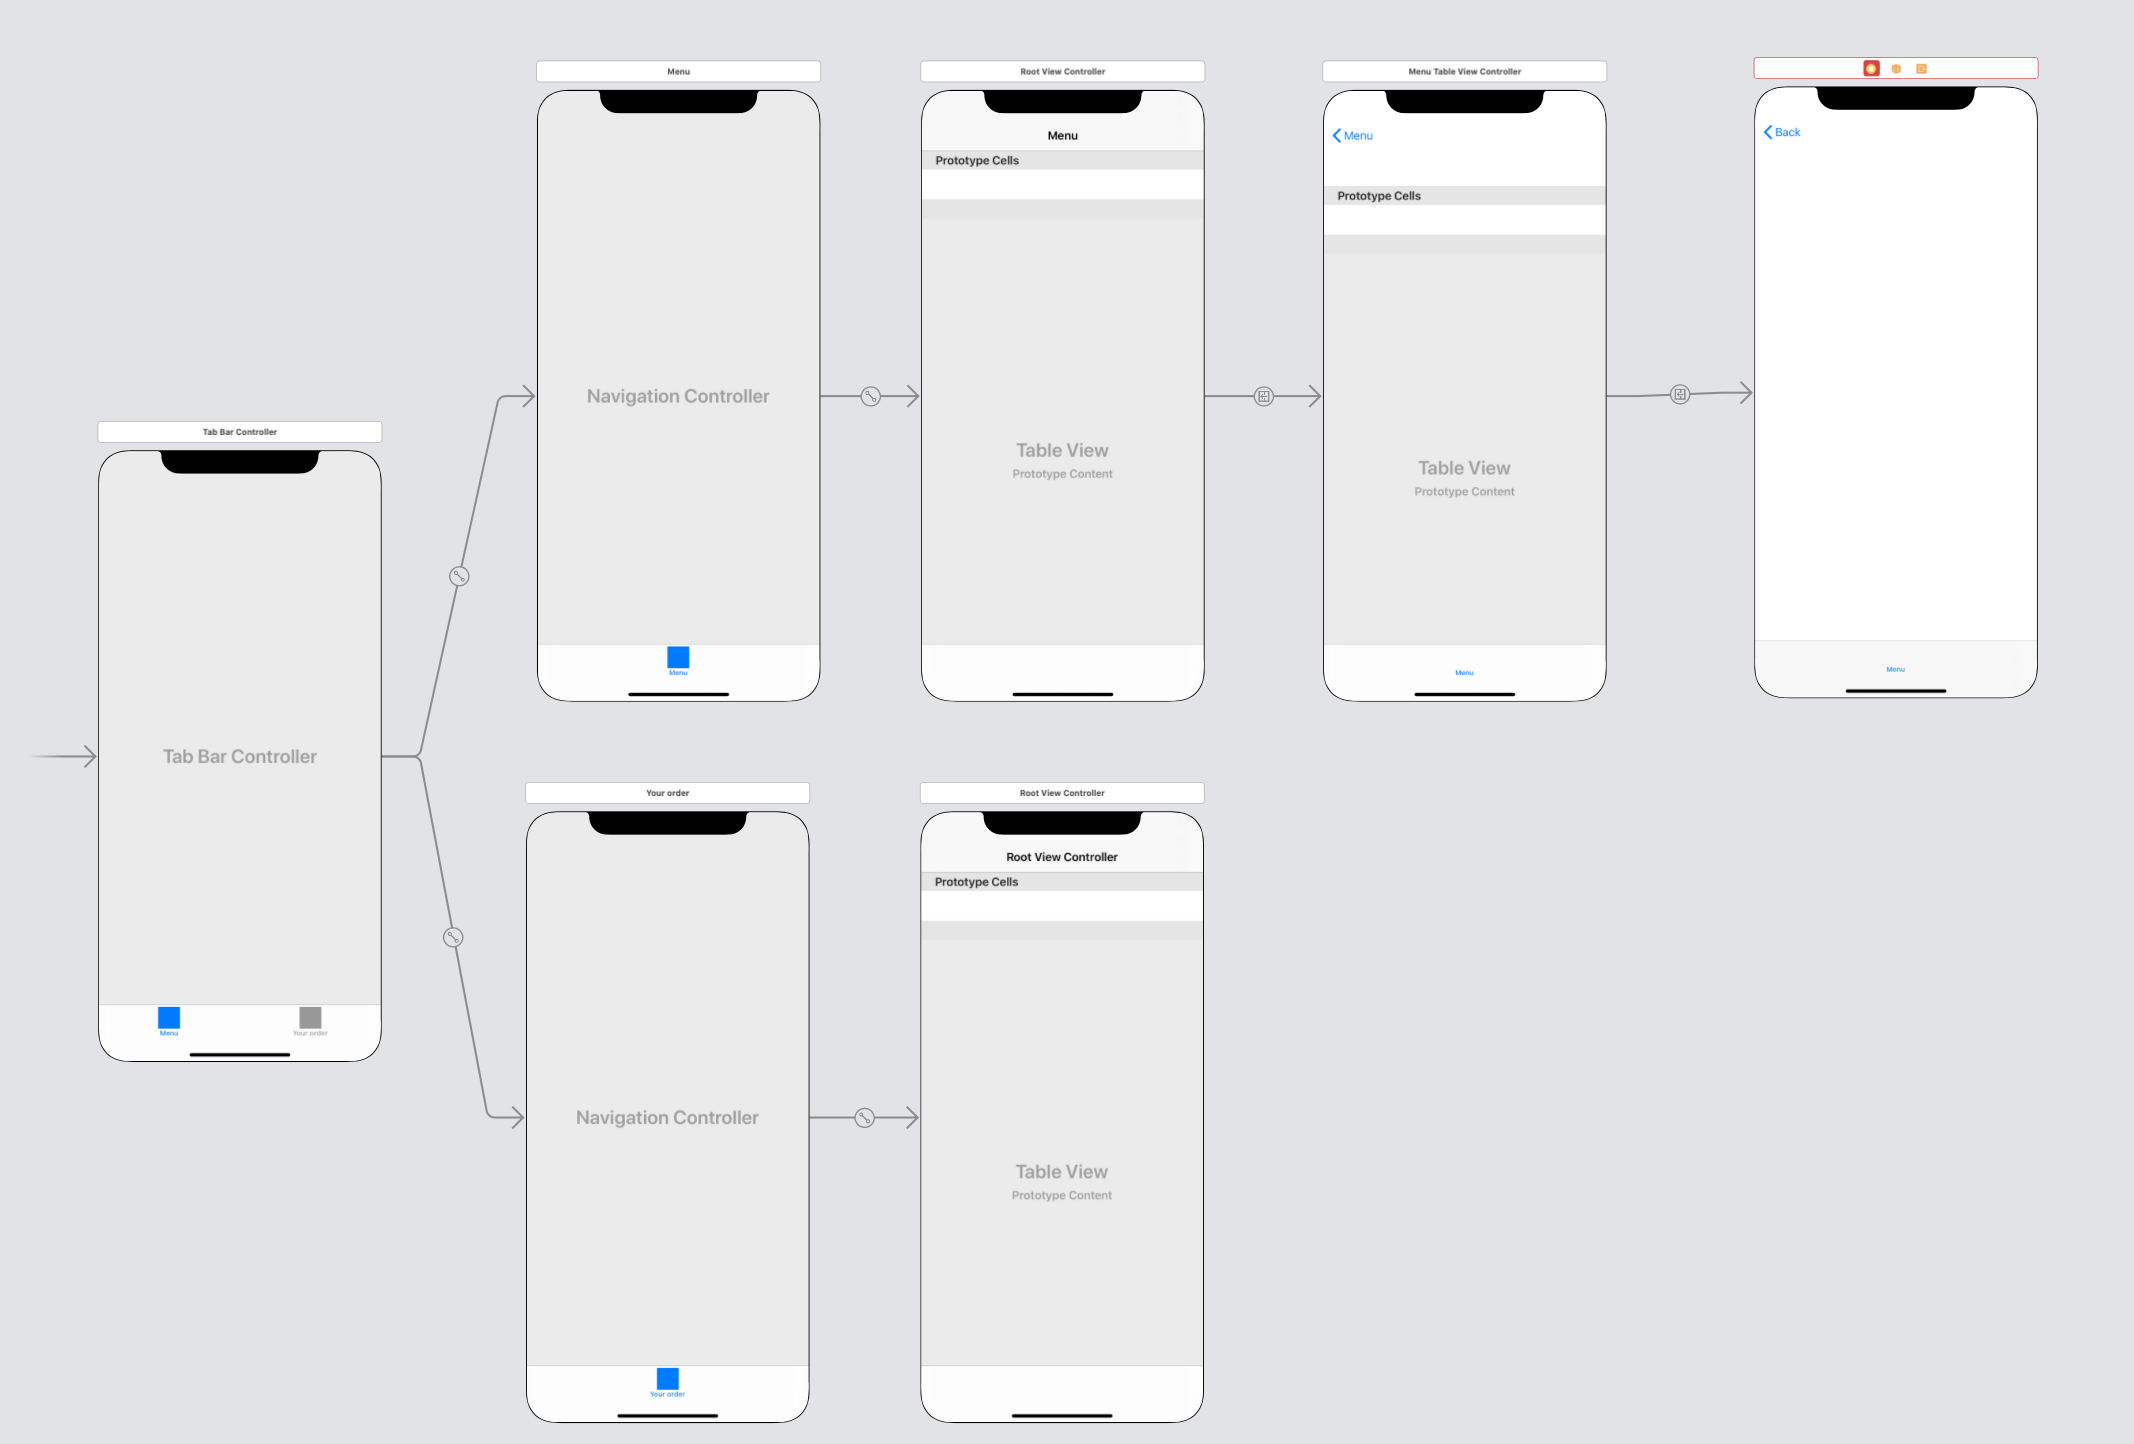 Menu
Root View Controller
Menu Table View Controller
Menu
Prototype Cells
Menu
Prototype Cells
Back
Navigation Controller
Table View
Prototype Content
Table View
Prototype Content
Menu
Menu
Menu
Tab Bar Controller
Tab Bar Controller
Menu
Your order
Your order
Root View Controller
Root View Controller
Prototype Cells
Navigation Controller
Table View
Prototype Content
Your order